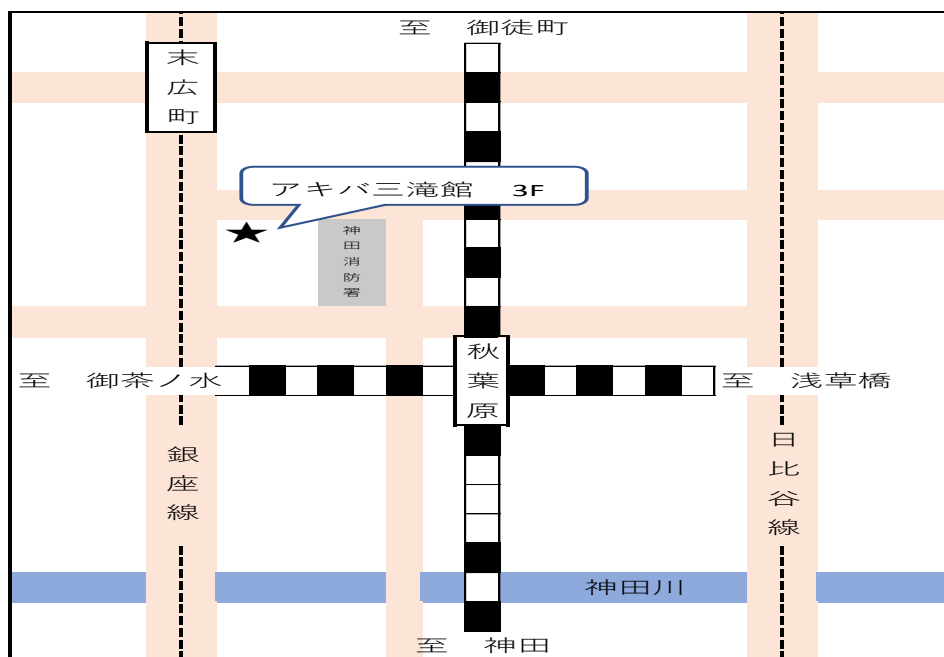 至　御徒町
末広町
アキバ三滝館　3F
神田消防署
秋葉原
至　御茶ノ水
至　浅草橋
銀座線
日比谷線
神田川
至　神田